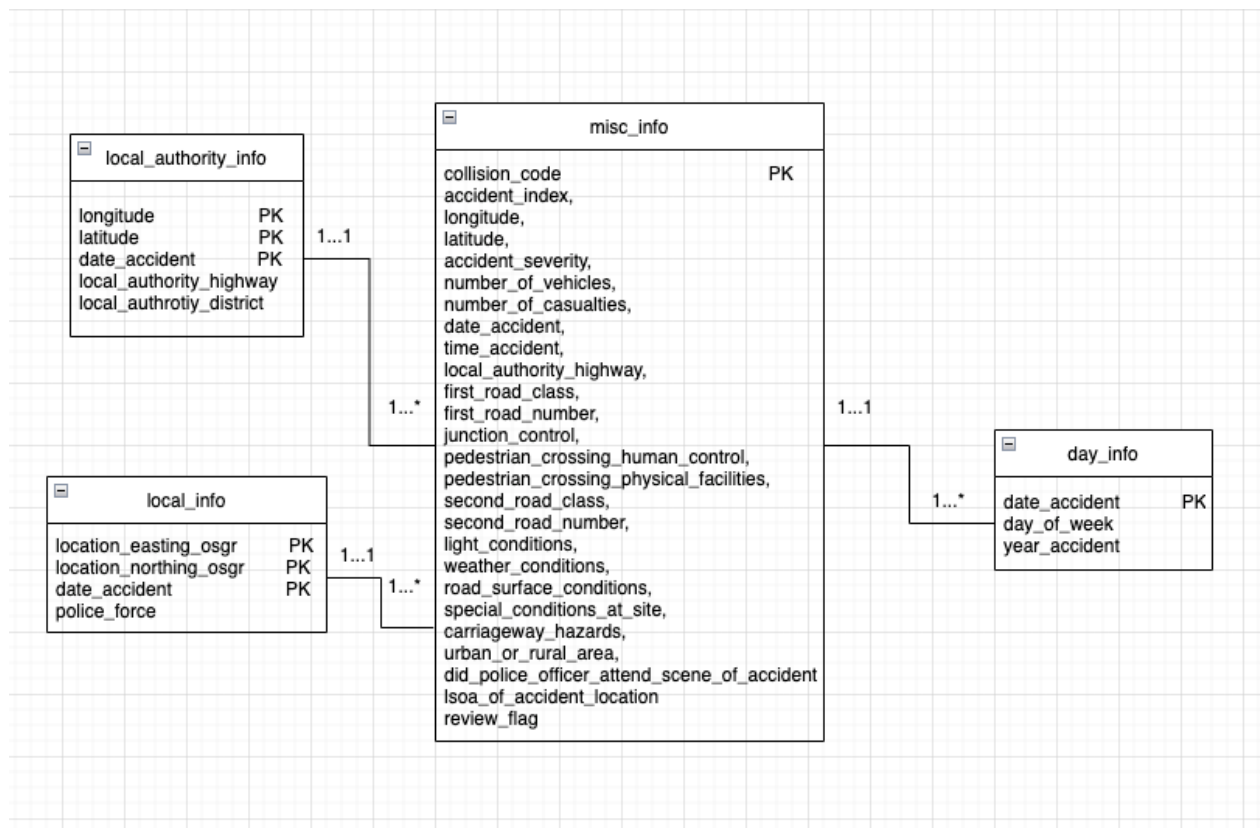 local_authority_info
longitude PK
latitude PK
date_accident PK
local_authority_highway
local_authrotiy_district
1...1
1...*
local_info
location_easting_osgr PK
location_northing_osgr PK
date_accident PK
police_force
1...1
1...*
misc_info
collision_code PK
accident_index,
longitude,
latitude,
accident_severity,
number_of_vehicles,
number_of_casualties,
date_accident,
time_accident,
local_authority_highway,
first_road_class,
first_road_number,
junction_control,
pedestrian_crossing_human_control,
pedestrian_crossing_physical_facilities,
second_road_class,
second_road_number,
light_conditions,
weather_conditions,
road_surface_conditions,
special_conditions_at_site,
carriageway_hazards,
urban_or_rural_area,
did_police_officer_attend_scene_of_accident
lsoa_of_accident_location
review_flag
1...1
1...*
day_info
date_accident PK
day_of_week
year_accident